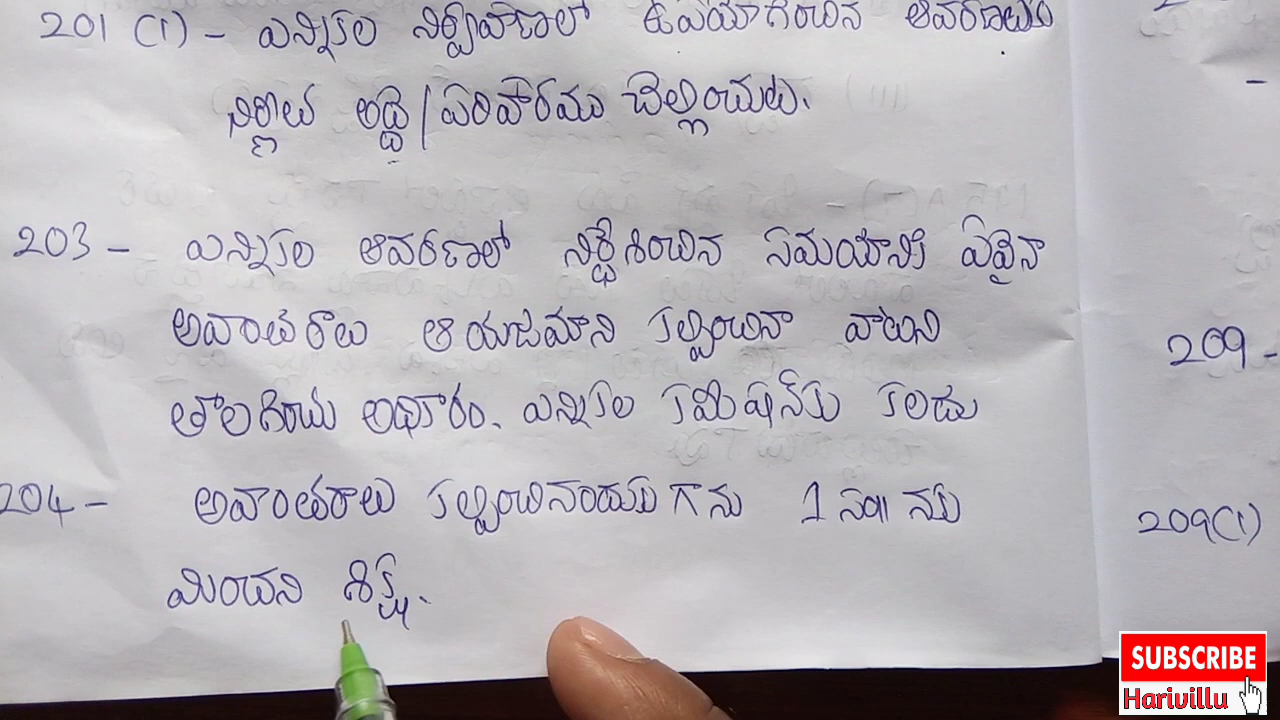 201 (1) - ఎన్నికల నిర్వహణలో ఉపయోగించిన ఆవరణలు
నిర్ణీలు అద్దె/పరిహారము చెల్లించుట.
203 - ఎన్నికల ఆవరణలో నిర్దేశించిన సమయానికి ఏవైనా
అవాంతరాలు ఆ యజమాని కల్పించినా వాటిని
తొలగించు అధికారం. ఎన్నికల కమిషన్‌కు కలదు
209 -
204 - అవాంతరాలు కల్పించినందుకు గాను 1 సం॥ కు
209(1)
మించని శిక్ష.
SUBSCRIBE
Harivillu